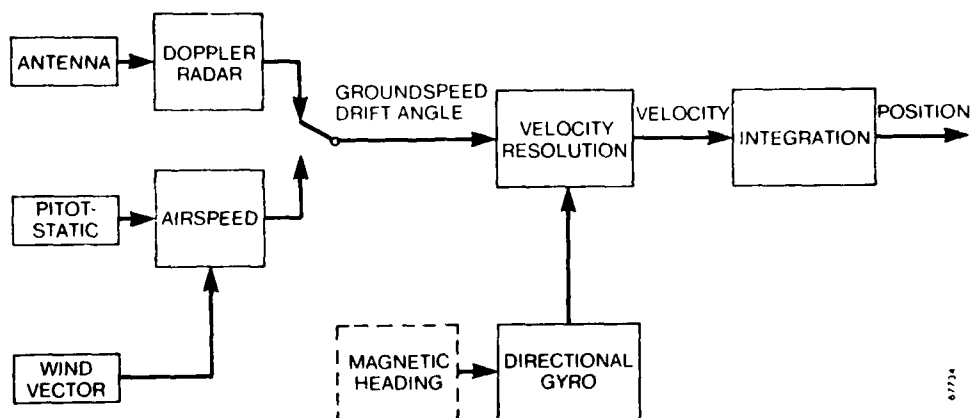 ANTENNA
DOPPLER
RADAR
GROUNDSPEED
DRIFT ANGLE
VELOCITY
RESOLUTION
VELOCITY
INTEGRATION
POSITION
PITOT-
STATIC
AIRSPEED
WIND
VECTOR
MAGNETIC
HEADING
DIRECTIONAL
GYRO
67734